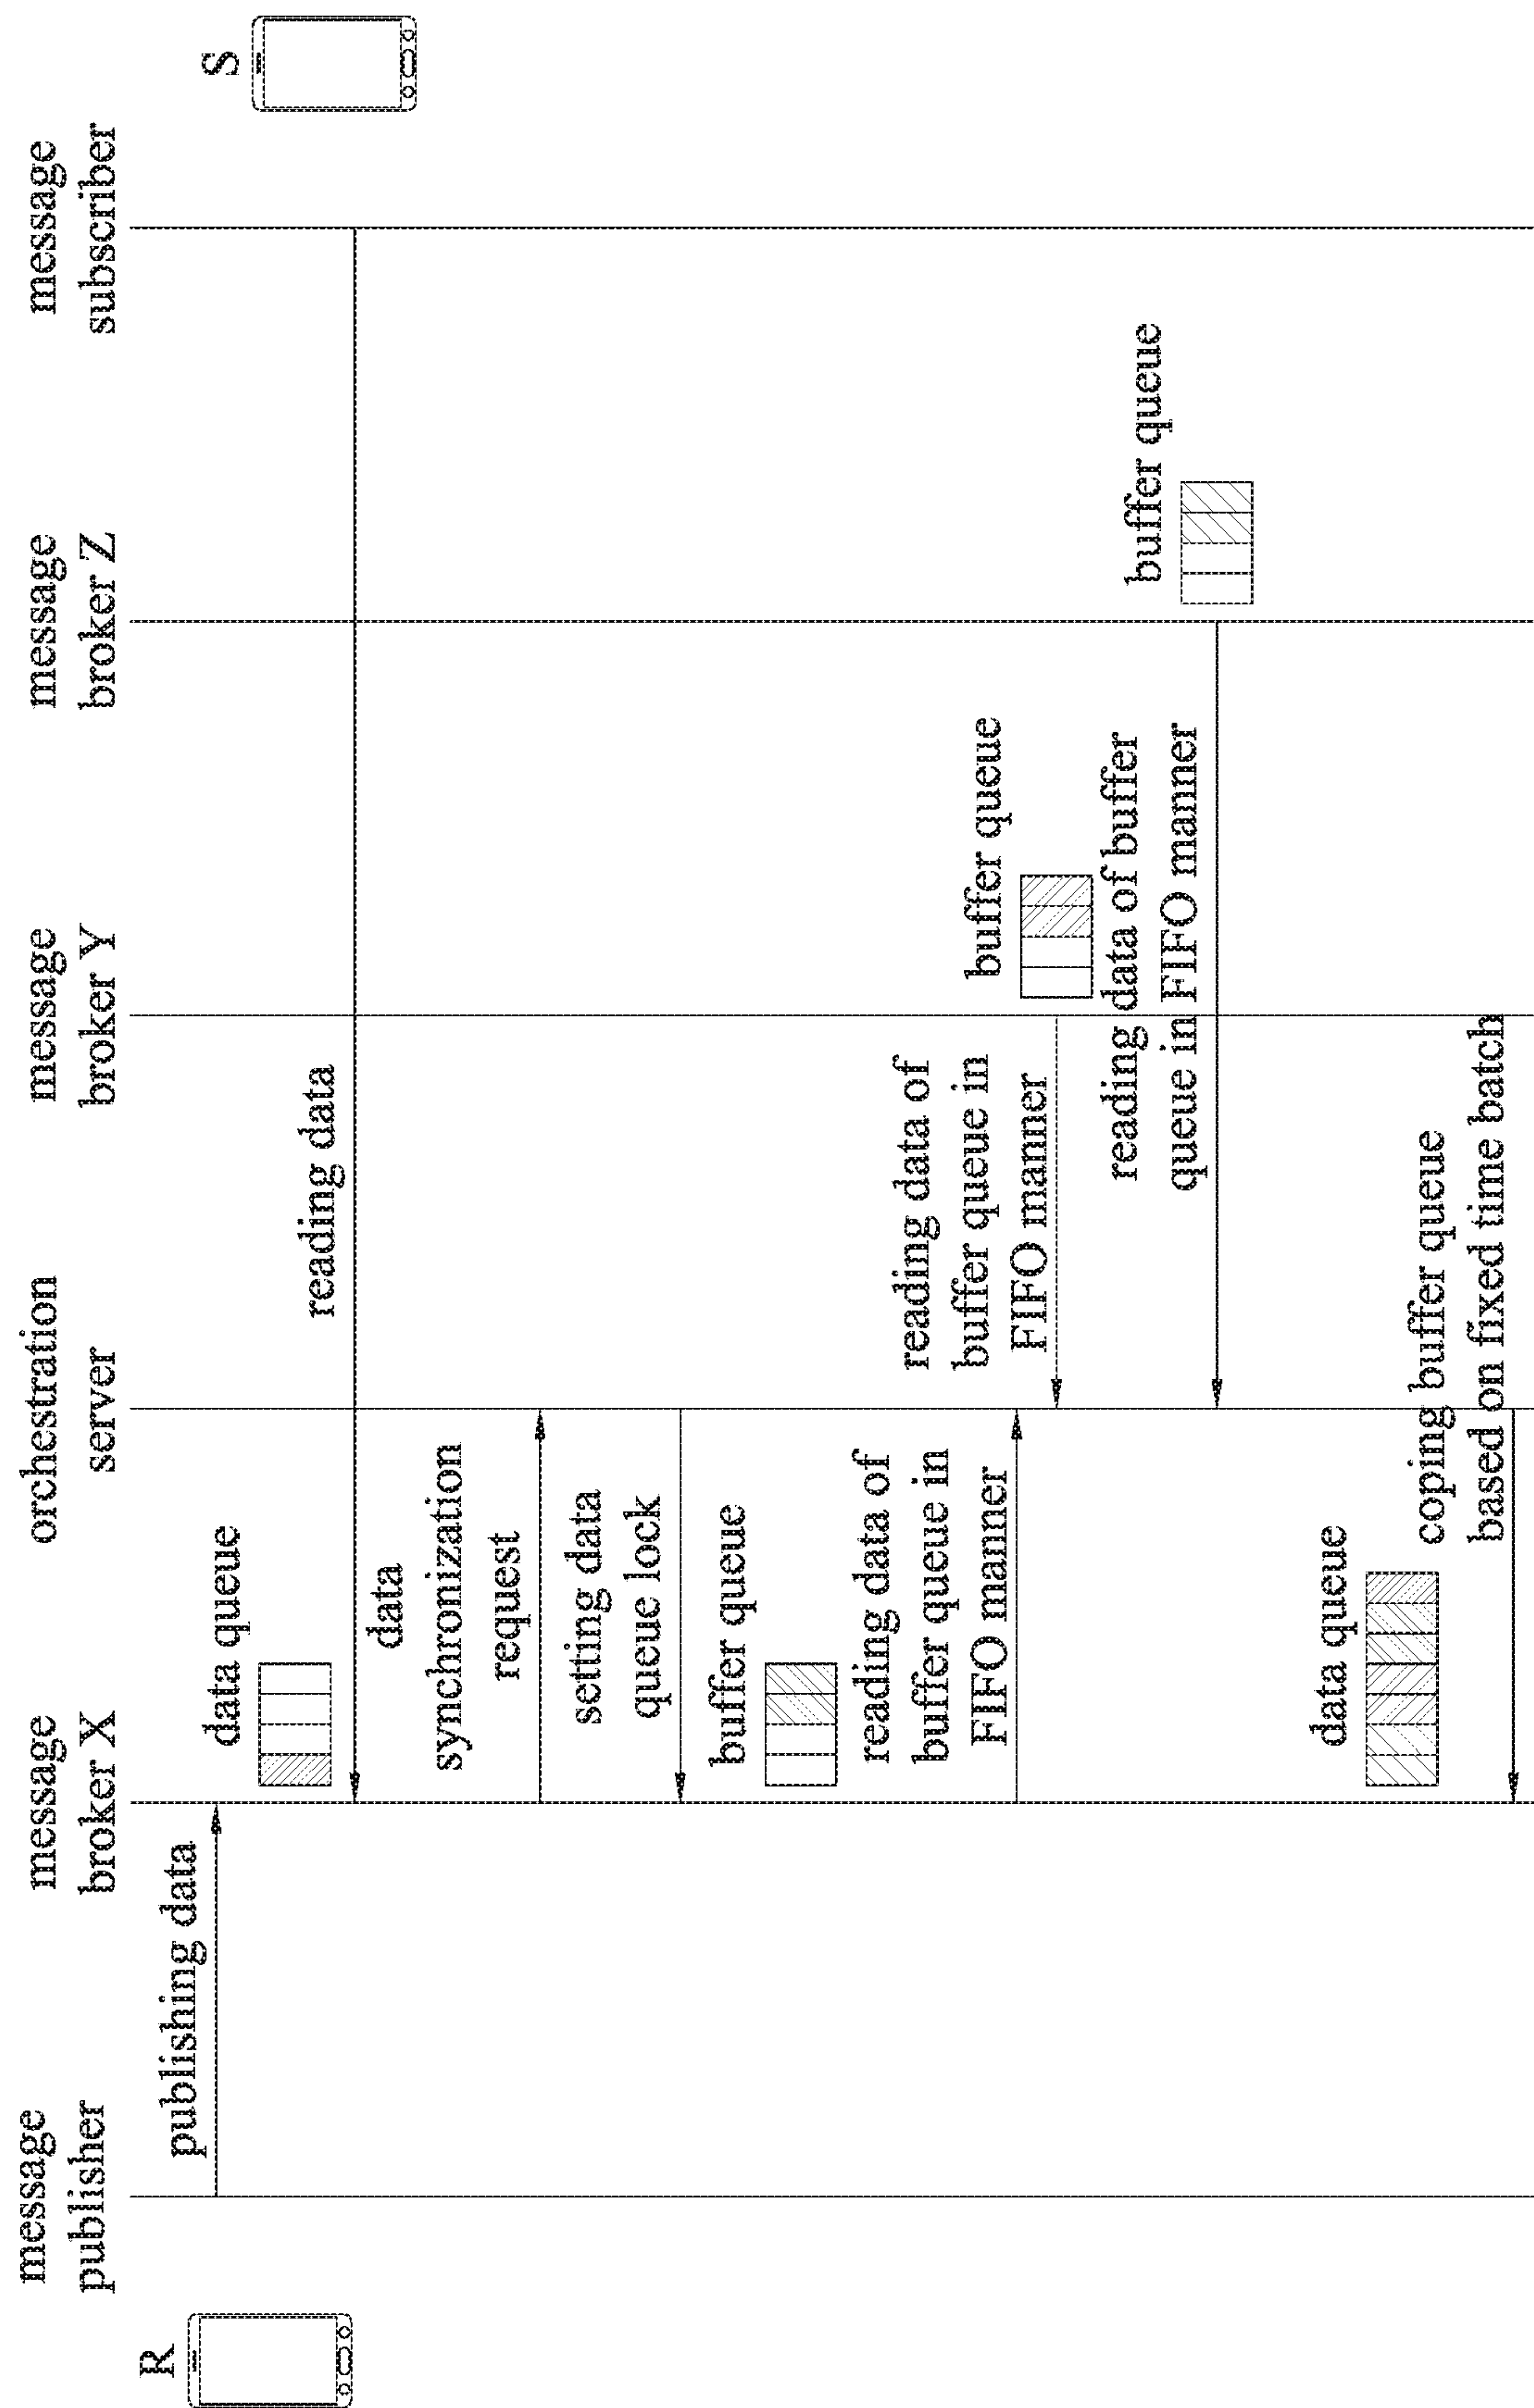 message
publisher
message
broker X
orchestration
server
message
broker Y
message
broker Z
message
subscriber
R
S
publishing data
data queue
reading data
data
synchronization
request
setting data
queue lock
buffer queue
reading data of
buffer queue in
FIFO manner
reading data of
buffer queue in
FIFO manner
buffer queue
reading data of buffer
queue in FIFO manner
buffer queue
data queue
coping buffer queue
based on fixed time batch